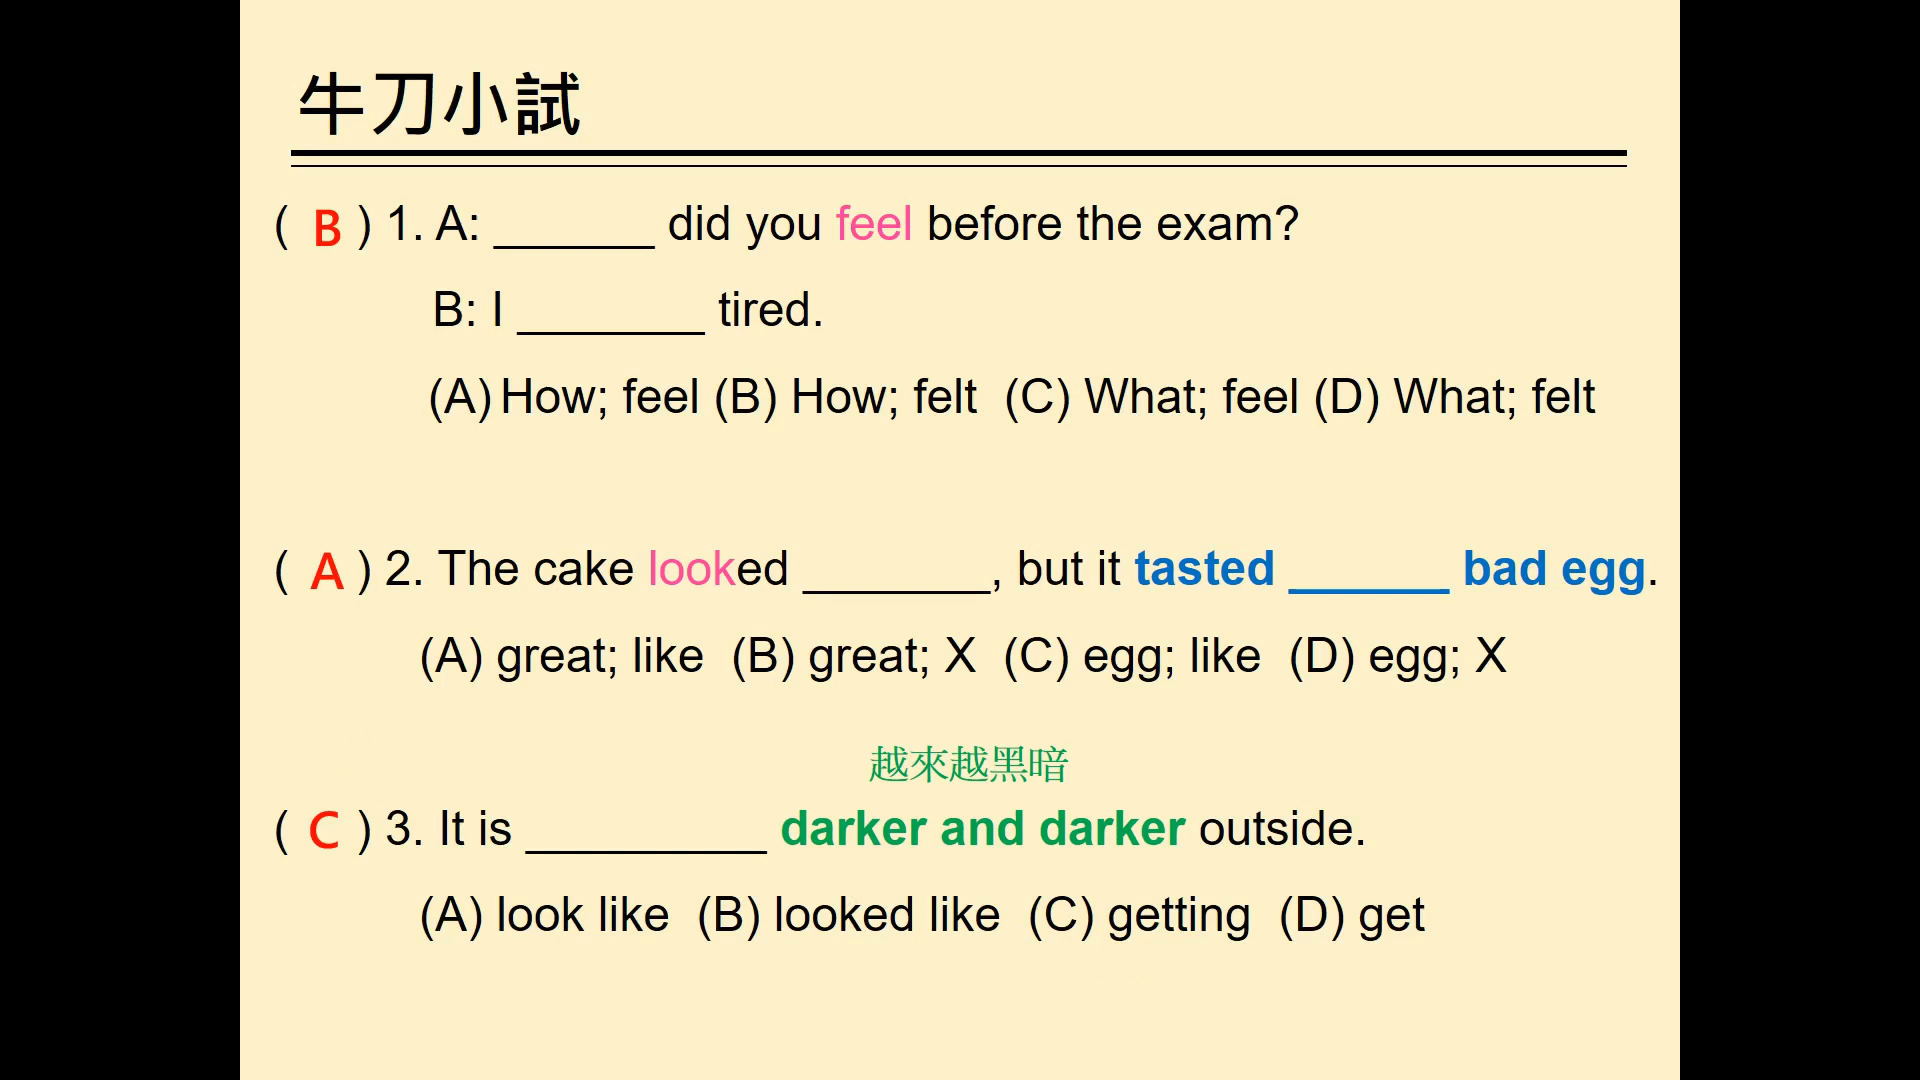 牛刀小試
( B ) 1. A: ______ did you feel before the exam?
B: I _______ tired.
(A) How; feel (B) How; felt (C) What; feel (D) What; felt
( A ) 2. The cake looked _______, but it tasted ______ bad egg.
(A) great; like (B) great; X (C) egg; like (D) egg; X
越來越黑暗
( C ) 3. It is _________ darker and darker outside.
(A) look like (B) looked like (C) getting (D) get